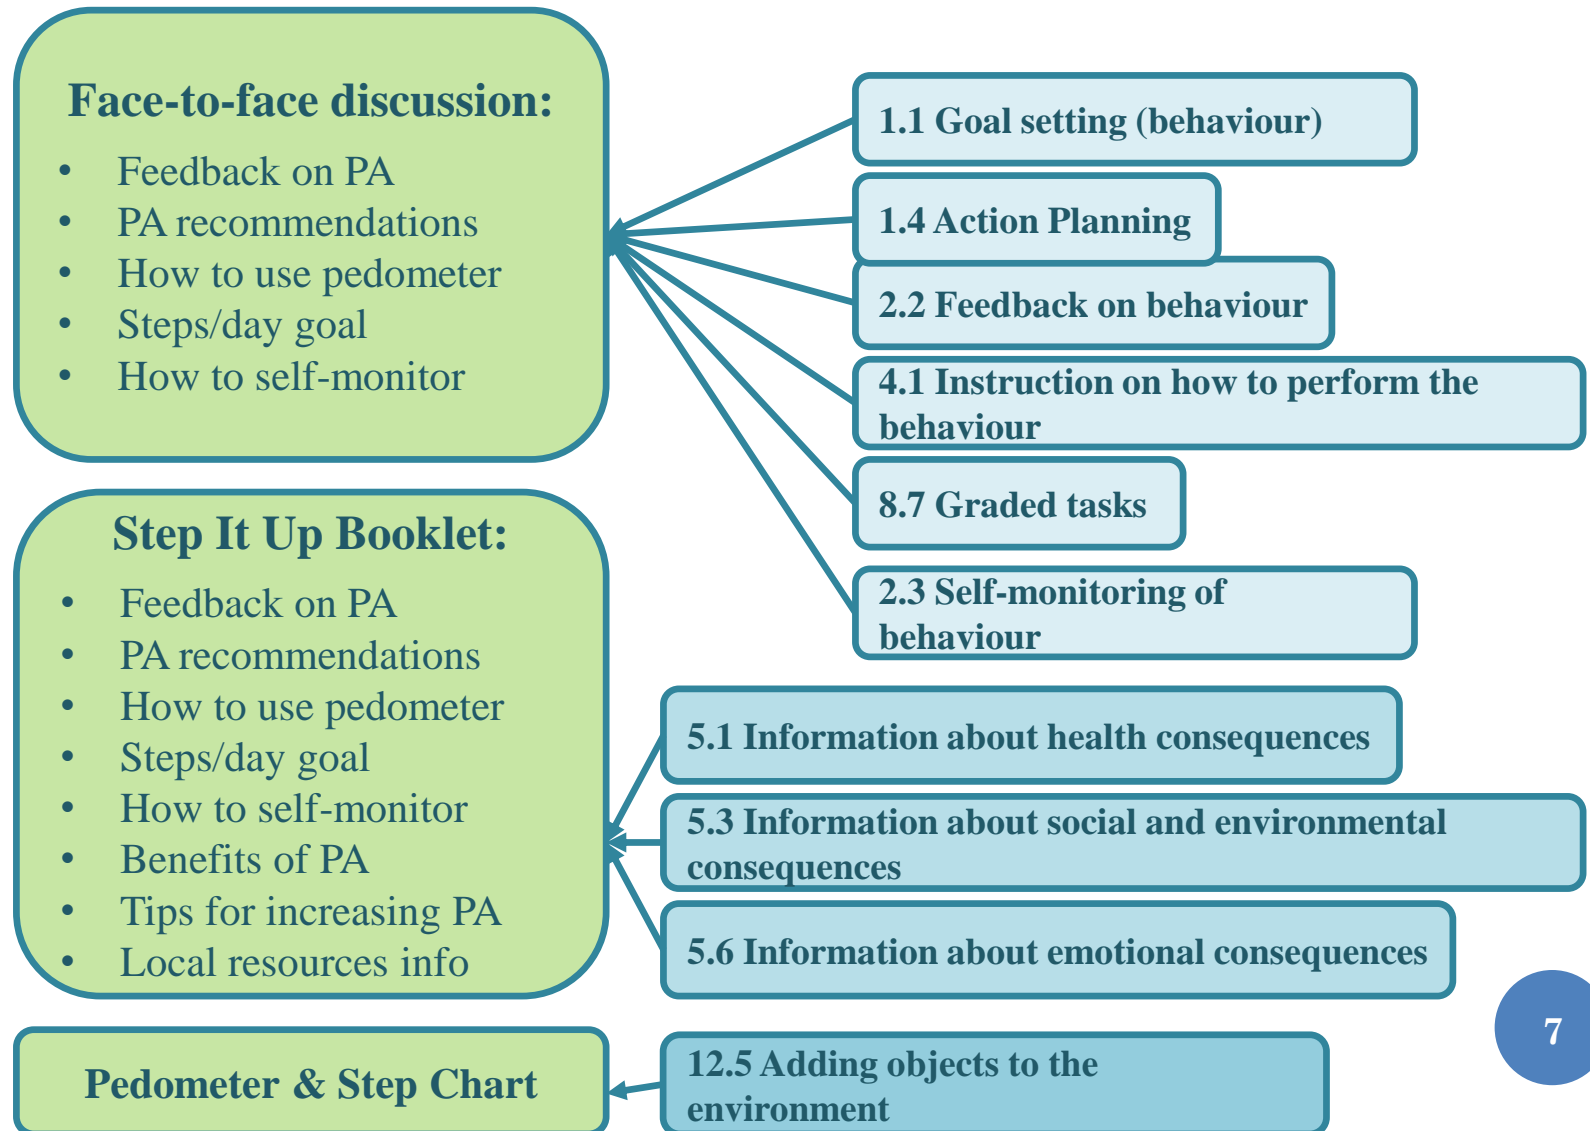 Face-to-face discussion:
• Feedback on PA
• PA recommendations
• How to use pedometer
• Steps/day goal
• How to self-monitor
1.1 Goal setting (behaviour)
1.4 Action Planning
2.2 Feedback on behaviour
4.1 Instruction on how to perform the
behaviour
8.7 Graded tasks
2.3 Self-monitoring of
behaviour
Step It Up Booklet:
• Feedback on PA
• PA recommendations
• How to use pedometer
• Steps/day goal
• How to self-monitor
• Benefits of PA
• Tips for increasing PA
• Local resources info
5.1 Information about health consequences
5.3 Information about social and environmental
consequences
5.6 Information about emotional consequences
Pedometer & Step Chart
12.5 Adding objects to the
environment
7